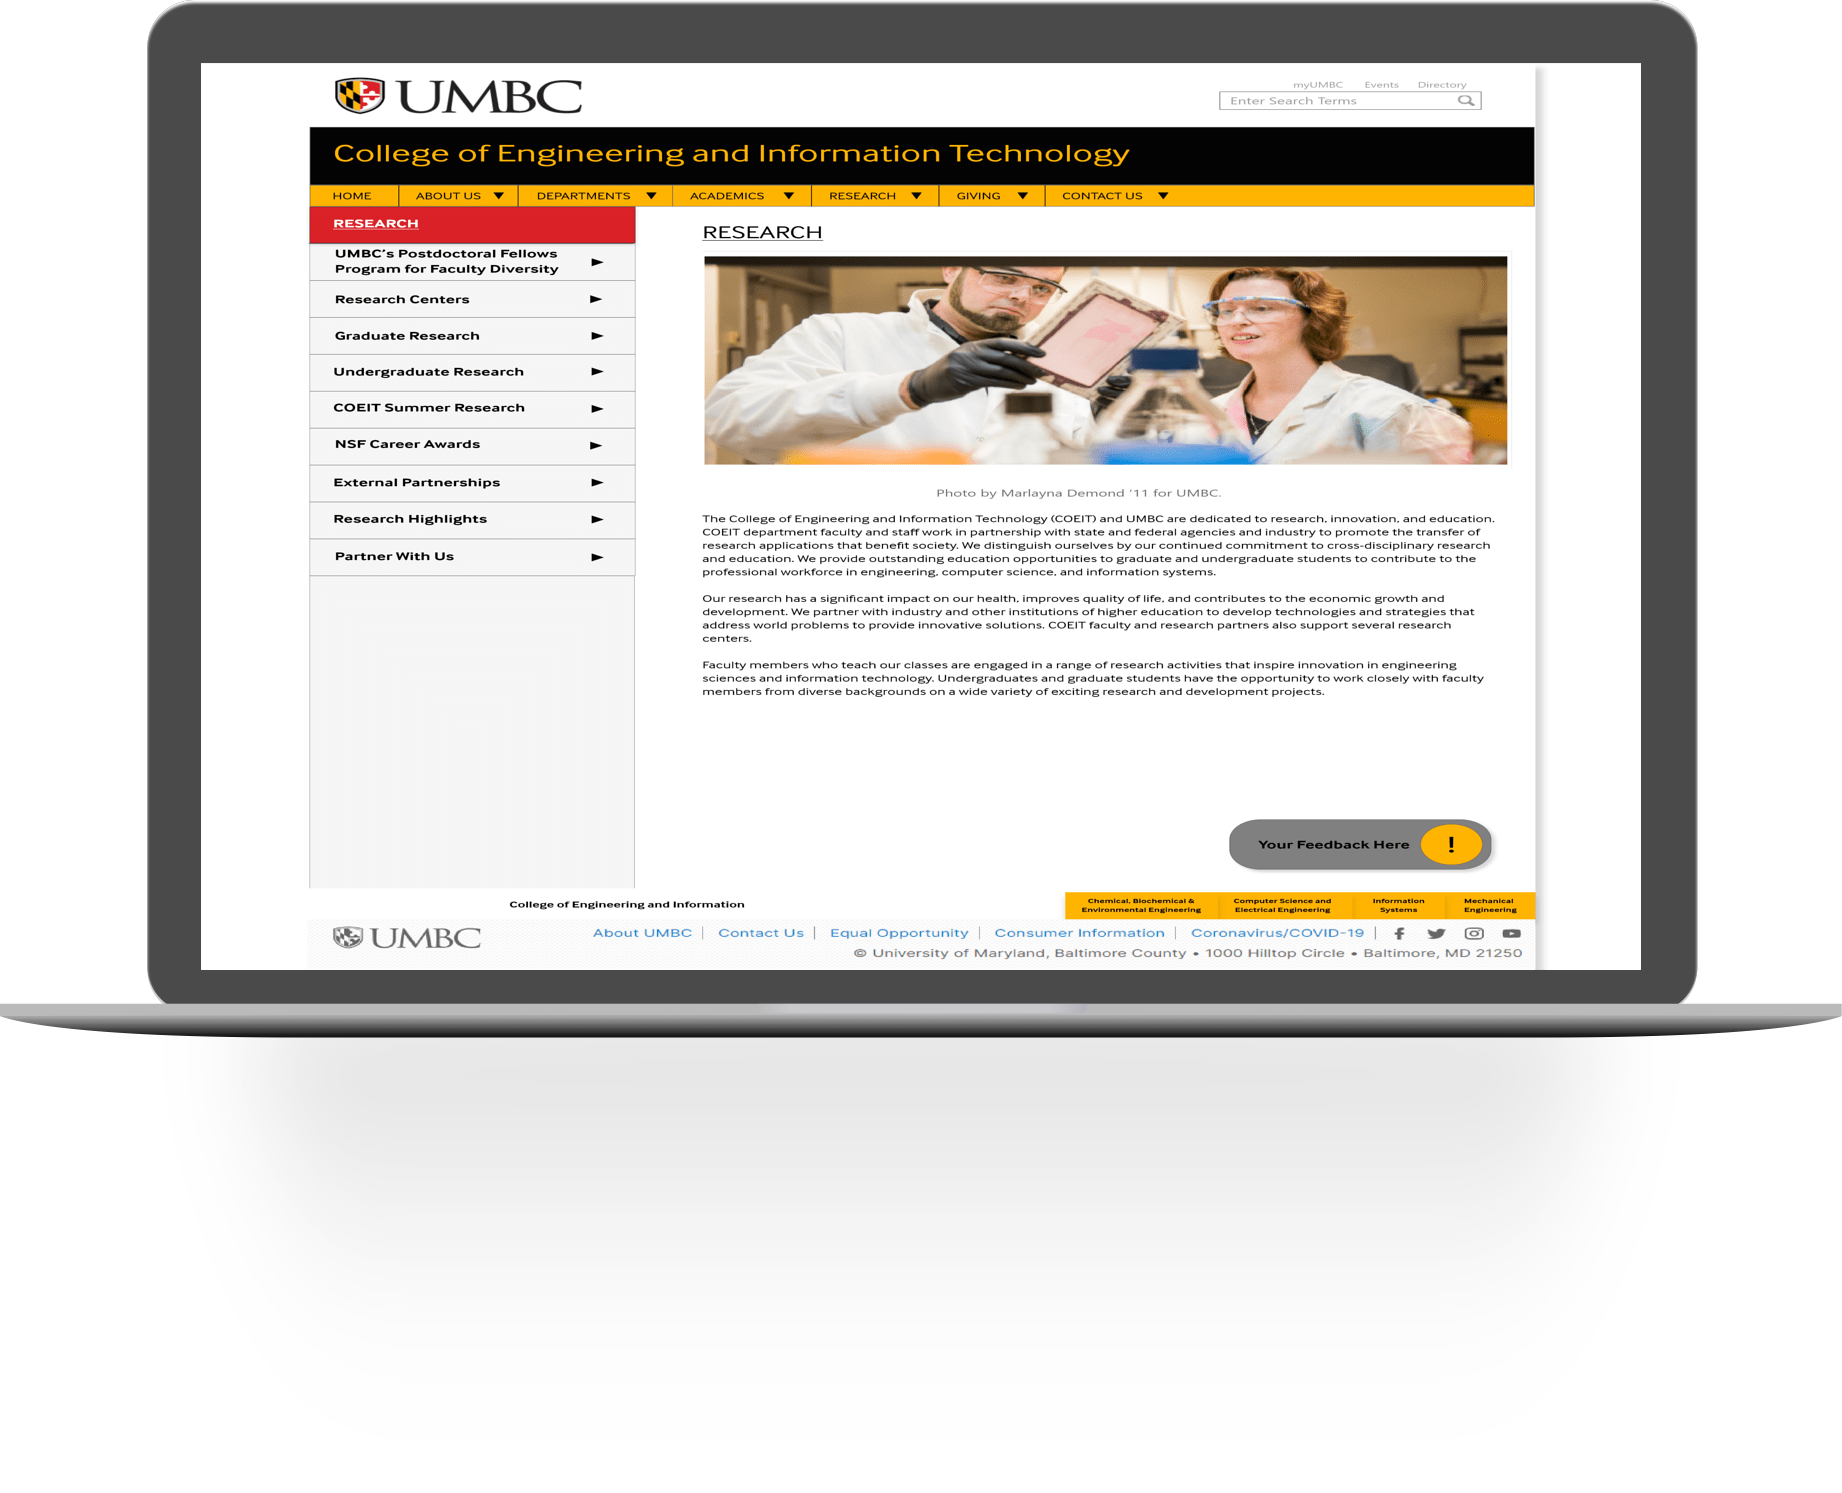 UMBC
myUMBC Events Directory
Enter Search Terms
College of Engineering and Information Technology
HOME ABOUT US DEPARTMENTS ACADEMICS RESEARCH GIVING CONTACT US
RESEARCH
UMBC's Postdoctoral Fellows
Program for Faculty Diversity
Research Centers
Graduate Research
Undergraduate Research
COEIT Summer Research
NSF Career Awards
External Partnerships
Research Highlights
Partner With Us
RESEARCH
Photo by Marlayna Demond '11 for UMBC.
The College of Engineering and Information Technology (COEIT) and UMBC are dedicated to research, innovation, and education.
COEIT department faculty and staff work in partnership with state and federal agencies and industry to promote the transfer of
research applications that benefit society. We distinguish ourselves by our continued commitment to cross-disciplinary research
and education. We provide outstanding education opportunities to graduate and undergraduate students to contribute to the
professional workforce in engineering, computer science, and information systems.
Our research has a significant impact on our health, improves quality of life, and contributes to the economic growth and
development. We partner with industry and other institutions of higher education to develop technologies and strategies that
address world problems to provide innovative solutions. COEIT faculty and research partners also support several research
centers.
Faculty members who teach our classes are engaged in a range of research activities that inspire innovation in engineering
sciences and information technology. Undergraduates and graduate students have the opportunity to work closely with faculty
members from diverse backgrounds on a wide variety of exciting research and development projects.
Your Feedback Here !
College of Engineering and Information
Chemical, Biochemical &
Environmental Engineering
Computer Science and
Electrical Engineering
Information
Systems
Mechanical
Engineering
UMBC
About UMBC | Contact Us | Equal Opportunity | Consumer Information | Coronavirus/COVID-19 |
© University of Maryland, Baltimore County • 1000 Hilltop Circle • Baltimore, MD 21250